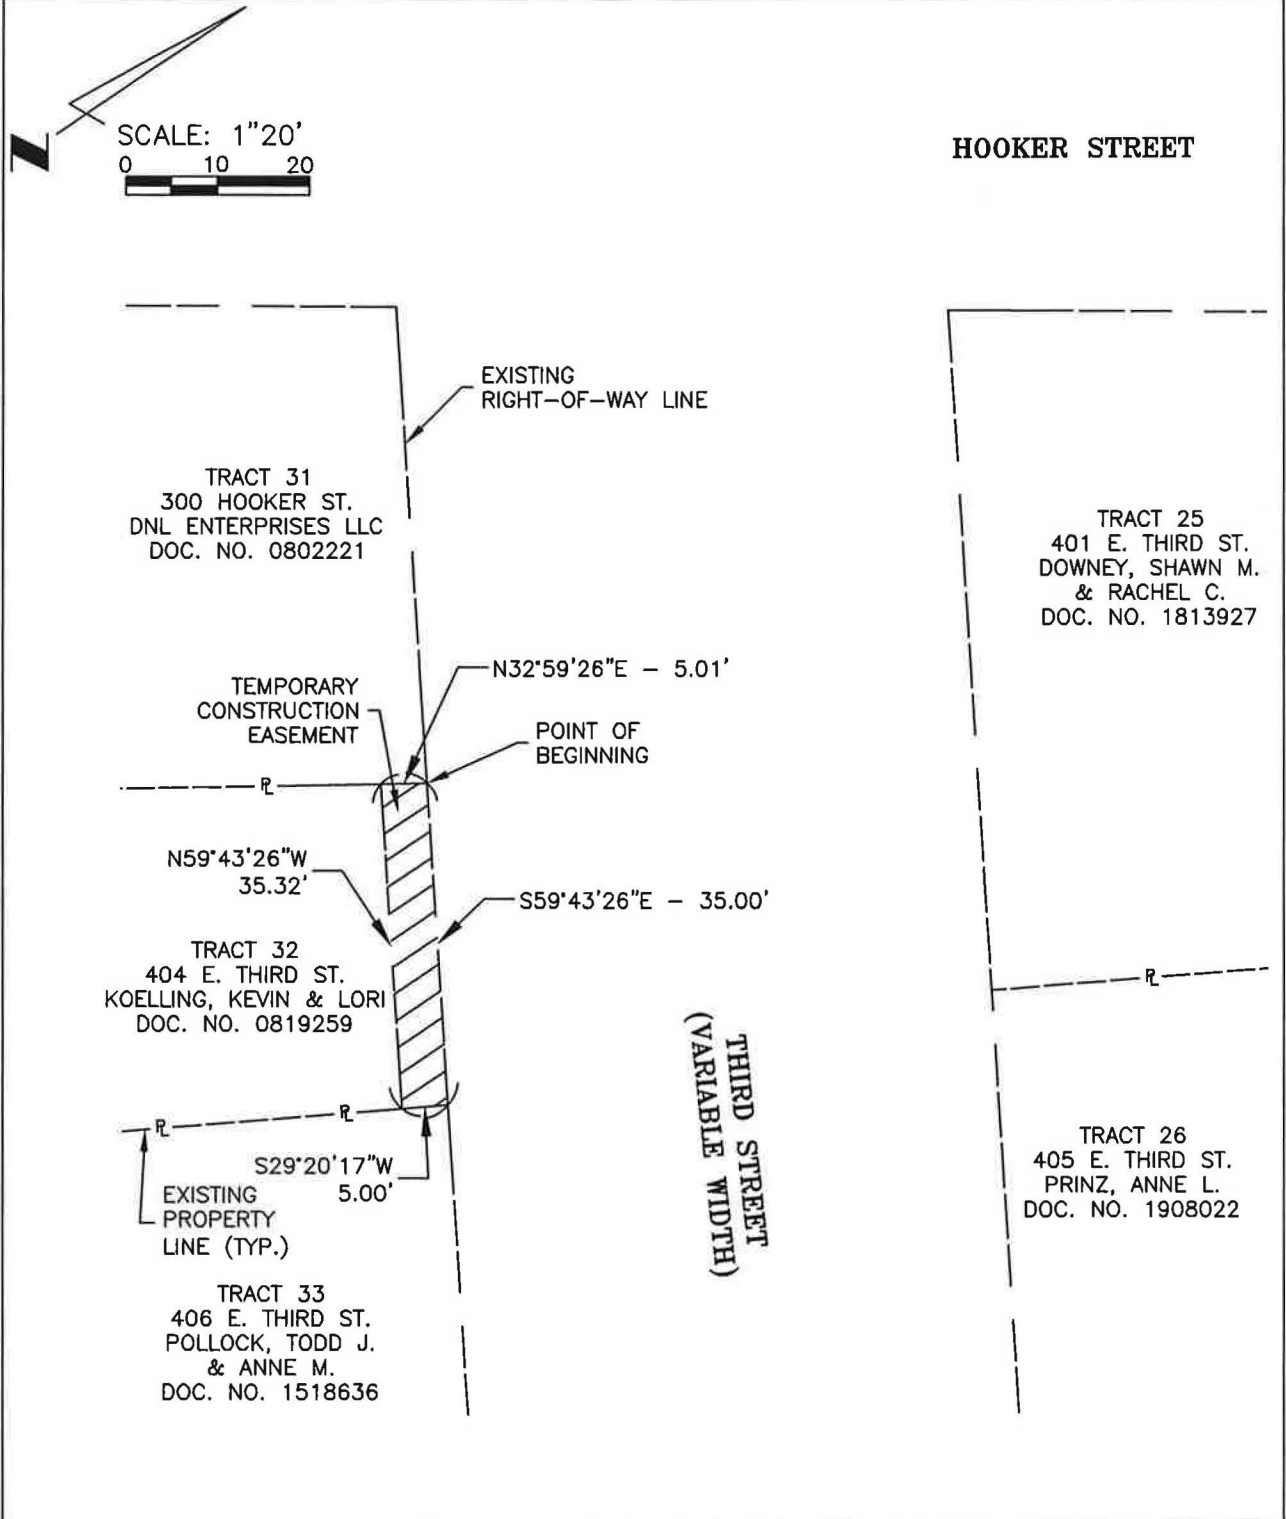 N
SCALE: 1"20'
0 10 20
HOOKER STREET
EXISTING
RIGHT-OF-WAY LINE
TRACT 31
300 HOOKER ST.
DNL ENTERPRISES LLC
DOC. NO. 0802221
TRACT 25
401 E. THIRD ST.
DOWNEY, SHAWN M.
& RACHEL C.
DOC. NO. 1813927
N32°59'26"E - 5.01'
TEMPORARY
CONSTRUCTION
EASEMENT
POINT OF
BEGINNING
PL
N59°43'26"W
35.32'
S59°43'26"E - 35.00'
TRACT 32
404 E. THIRD ST.
KOELLING, KEVIN & LORI
DOC. NO. 0819259
PL
THIRD STREET
(VARIABLE WIDTH)
PL
PL
S29°20'17"W
5.00'
EXISTING
PROPERTY
LINE (TYP.)
TRACT 26
405 E. THIRD ST.
PRINZ, ANNE L.
DOC. NO. 1908022
TRACT 33
406 E. THIRD ST.
POLLOCK, TODD J.
& ANNE M.
DOC. NO. 1518636